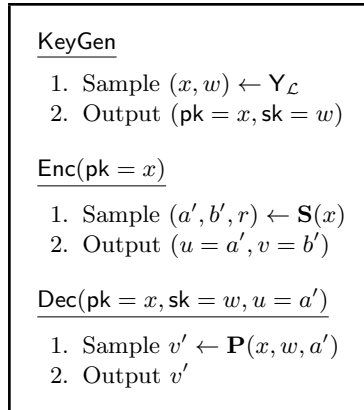 KeyGen
1. Sample (x, w) ← Y_ℒ
2. Output (pk = x, sk = w)
Enc(pk = x)
1. Sample (a′, b′, r) ← S(x)
2. Output (u = a′, v = b′)
Dec(pk = x, sk = w, u = a′)
1. Sample v′ ← P(x, w, a′)
2. Output v′